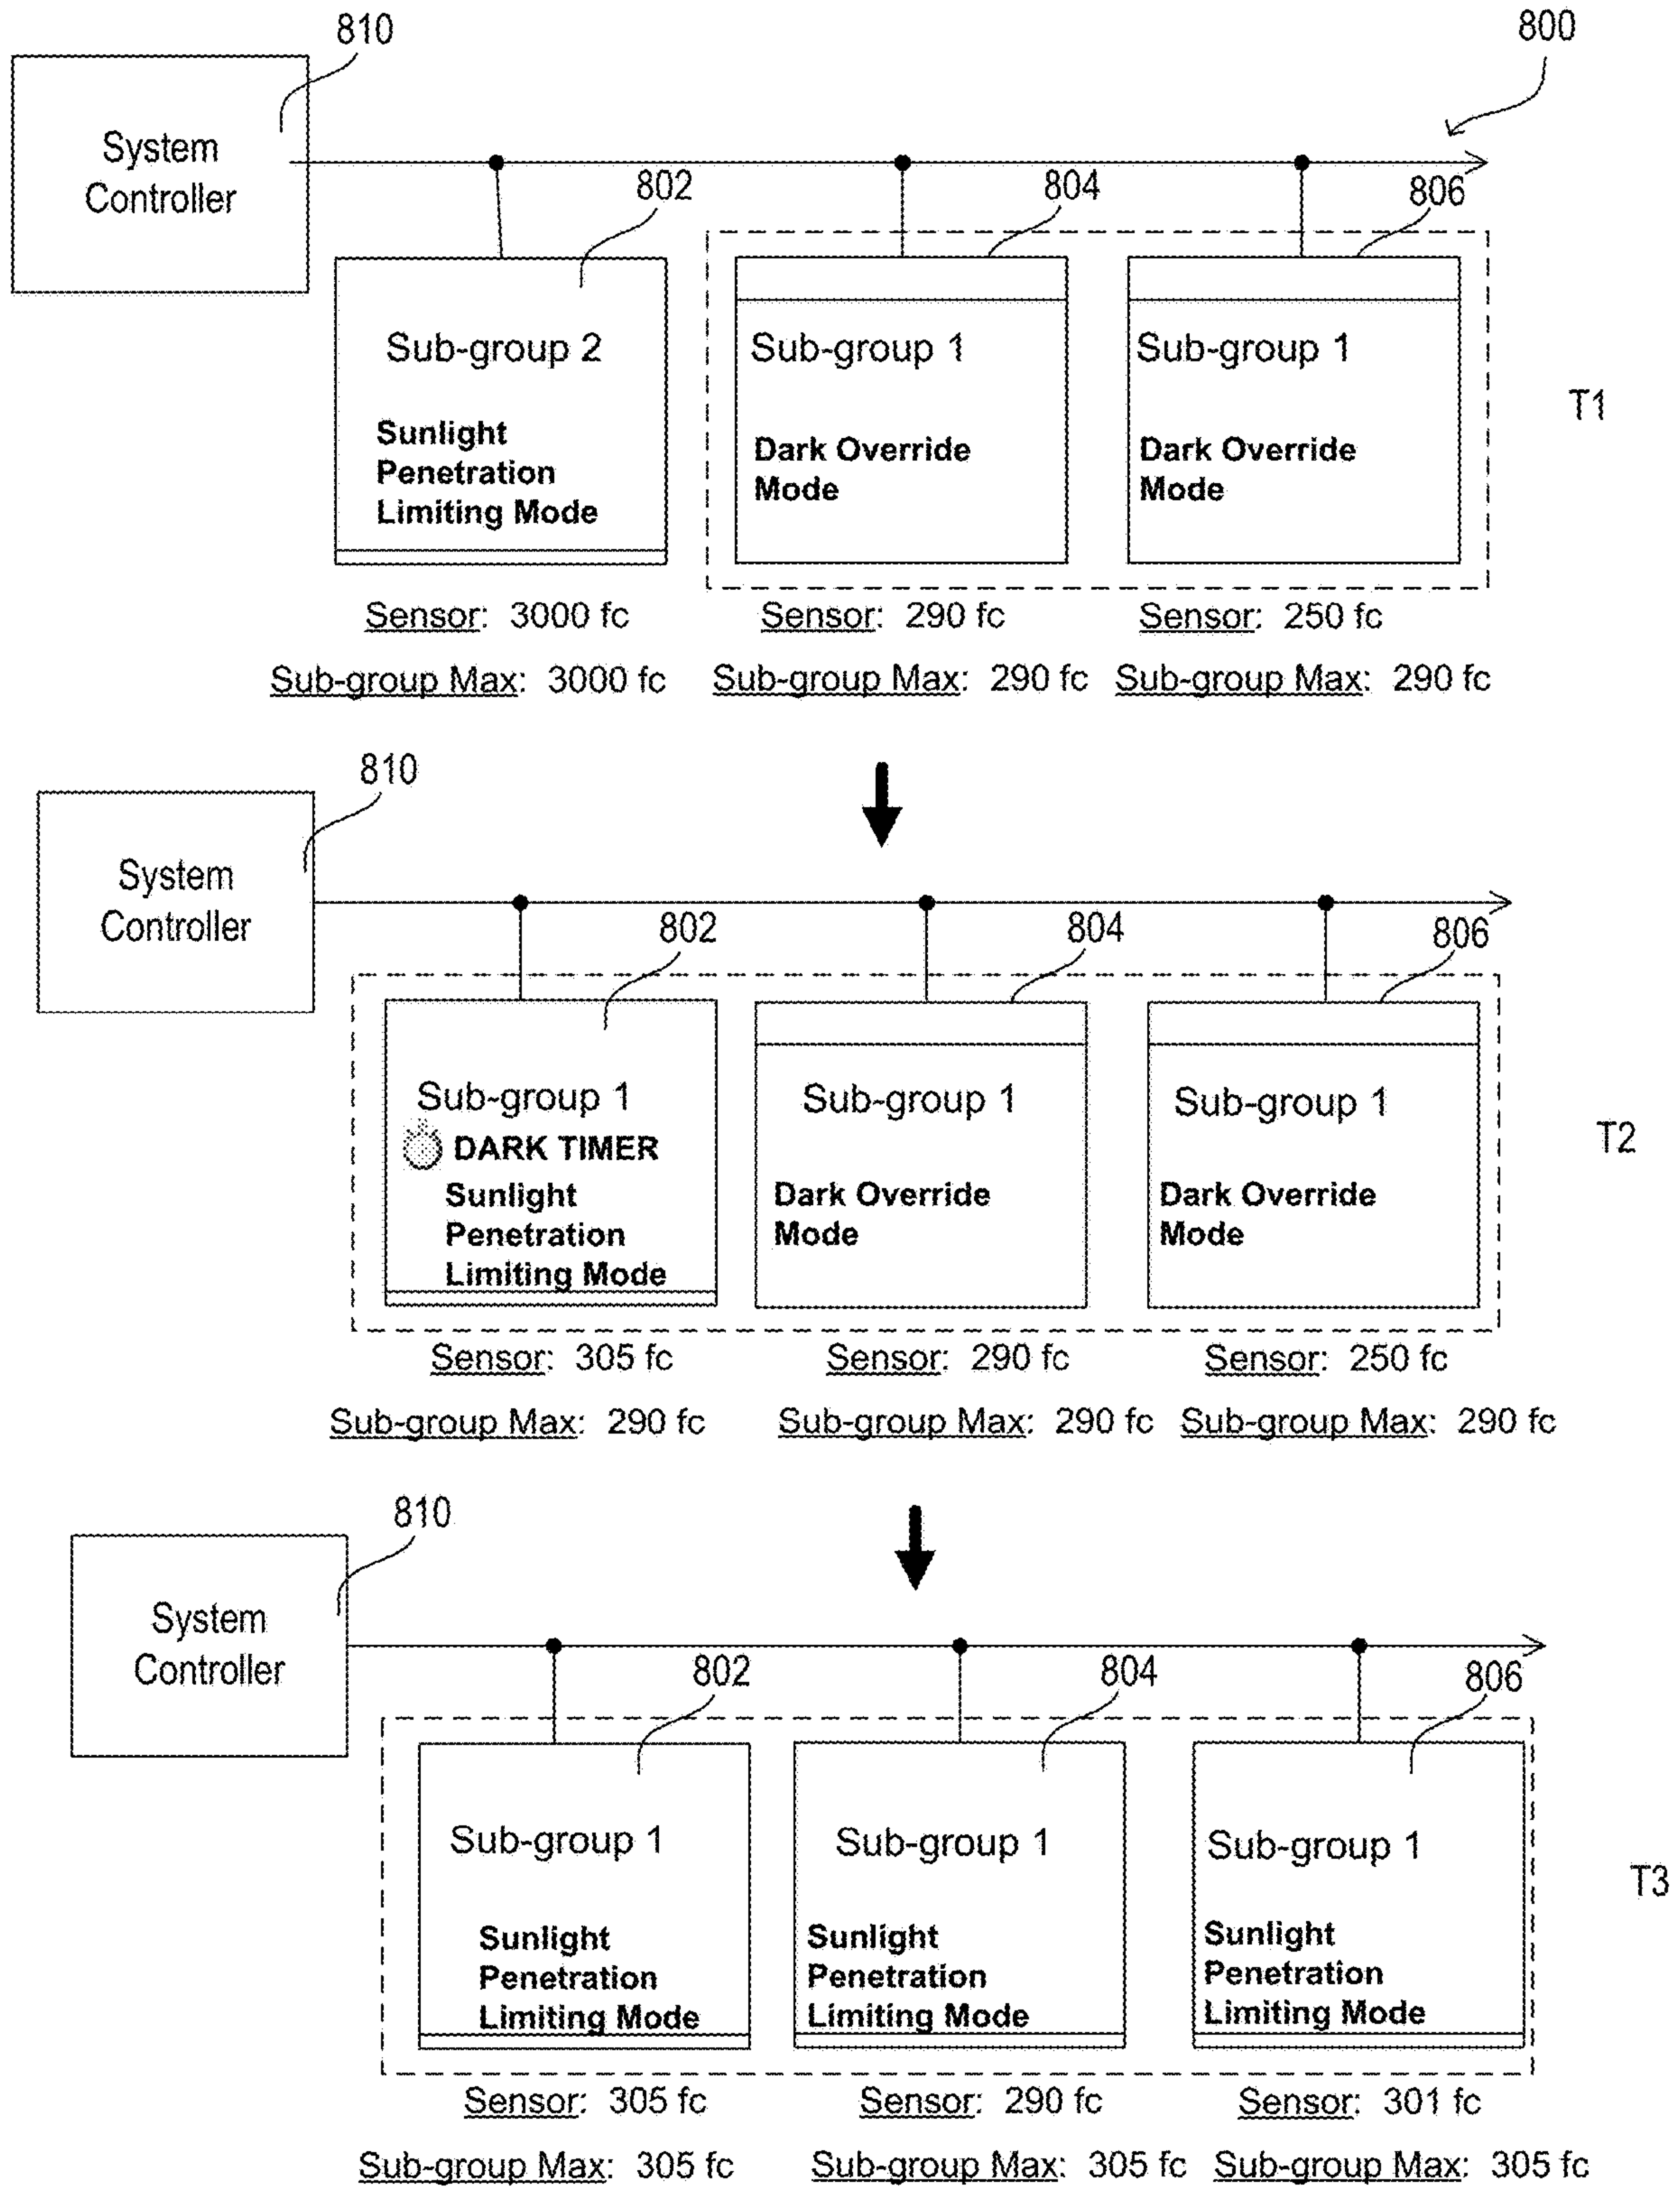 810
800
System
Controller
802
804
806
Sub-group 2
Sub-group 1
Sub-group 1
T1
Sunlight
Penetration
Limiting Mode
Dark Override
Mode
Dark Override
Mode
Sensor: 3000 fc
Sensor: 290 fc
Sensor: 250 fc
Sub-group Max: 3000 fc
Sub-group Max: 290 fc
Sub-group Max: 290 fc
810
System
Controller
802
804
806
Sub-group 1
Sub-group 1
Sub-group 1
T2
DARK TIMER
Sunlight
Penetration
Limiting Mode
Dark Override
Mode
Dark Override
Mode
Sensor: 305 fc
Sensor: 290 fc
Sensor: 250 fc
Sub-group Max: 290 fc
Sub-group Max: 290 fc
Sub-group Max: 290 fc
810
System
Controller
802
804
806
Sub-group 1
Sub-group 1
Sub-group 1
T3
Sunlight
Penetration
Limiting Mode
Sunlight
Penetration
Limiting Mode
Sunlight
Penetration
Limiting Mode
Sensor: 305 fc
Sensor: 290 fc
Sensor: 301 fc
Sub-group Max: 305 fc
Sub-group Max: 305 fc
Sub-group Max: 305 fc